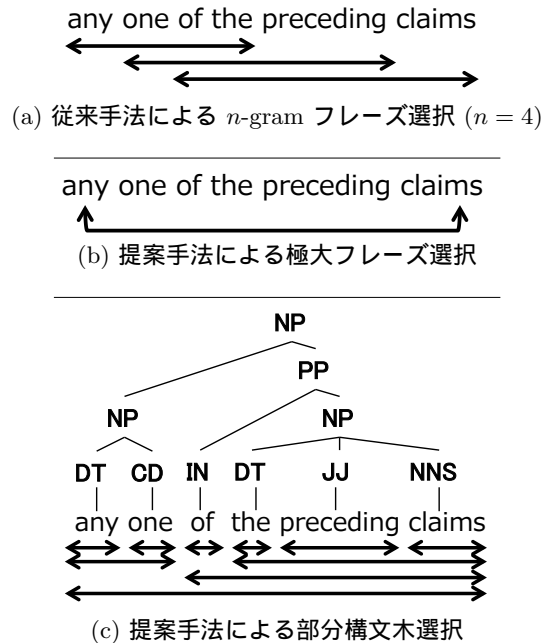 any one of the preceding claims
(a) 従来手法による n-gram フレーズ選択 (n = 4)
any one of the preceding claims
(b) 提案手法による極大フレーズ選択
NP
PP
NP NP
DT CD IN DT JJ NNS
any one of the preceding claims
(c) 提案手法による部分構文木選択